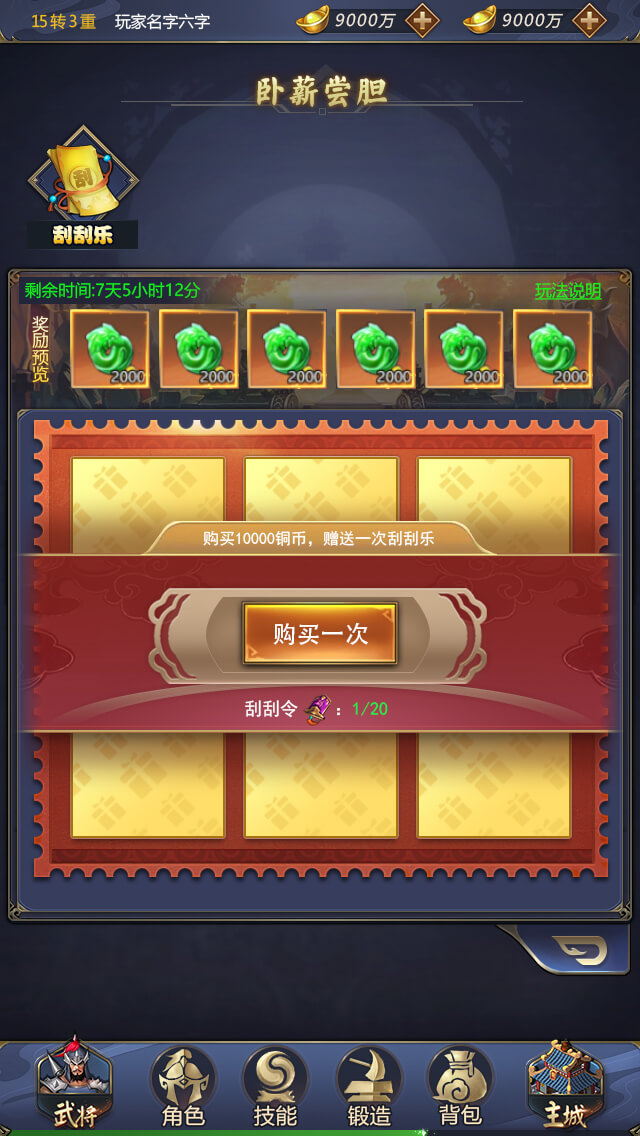 15转3重 玩家名字六字 9000万 9000万
卧薪尝胆
刮
刮刮乐
剩余时间:7天5小时12分 玩法说明
奖励预览
2000 2000 2000 2000 2000 2000
购买10000铜币，赠送一次刮刮乐
购买一次
刮刮令 ：1/20
武将 角色 技能 锻造 背包 主城